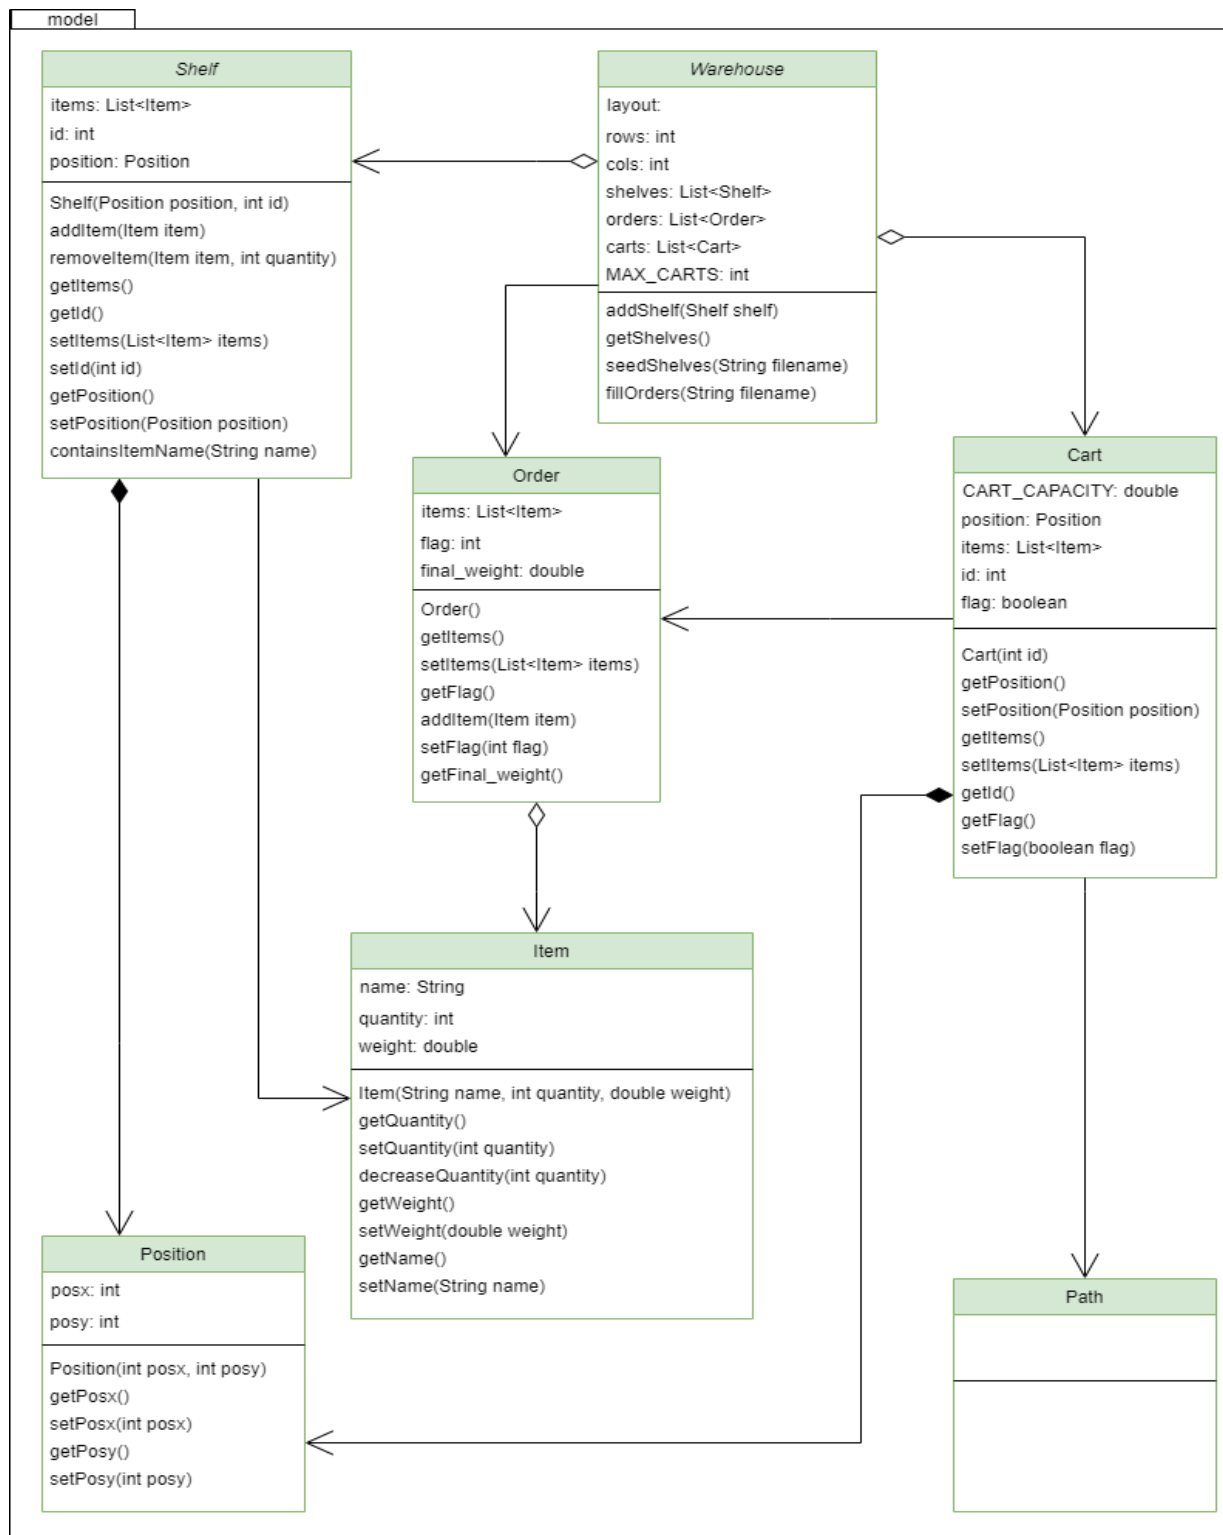 model
Shelf
items: List<Item>
id: int
position: Position
Shelf(Position position, int id)
addItem(Item item)
removeItem(Item item, int quantity)
getItems()
getId()
setItems(List<Item> items)
setId(int id)
getPosition()
setPosition(Position position)
containsItemName(String name)
Warehouse
layout:
rows: int
cols: int
shelves: List<Shelf>
orders: List<Order>
carts: List<Cart>
MAX_CARTS: int
addShelf(Shelf shelf)
getShelves()
seedShelves(String filename)
fillOrders(String filename)
Order
items: List<Item>
flag: int
final_weight: double
Order()
getItems()
setItems(List<Item> items)
getFlag()
addItem(Item item)
setFlag(int flag)
getFinal_weight()
Cart
CART_CAPACITY: double
position: Position
items: List<Item>
id: int
flag: boolean
Cart(int id)
getPosition()
setPosition(Position position)
getItems()
setItems(List<Item> items)
getId()
getFlag()
setFlag(boolean flag)
Item
name: String
quantity: int
weight: double
Item(String name, int quantity, double weight)
getQuantity()
setQuantity(int quantity)
decreaseQuantity(int quantity)
getWeight()
setWeight(double weight)
getName()
setName(String name)
Position
posx: int
posy: int
Position(int posx, int posy)
getPosx()
setPosx(int posx)
getPosy()
setPosy(int posy)
Path